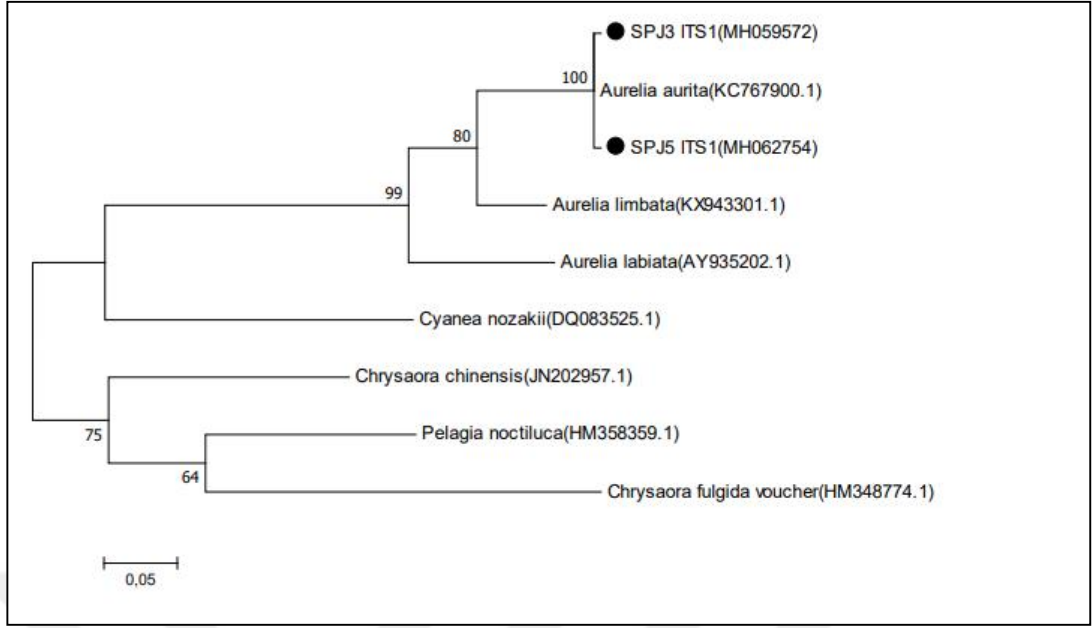 SPJ3 ITS1(MH059572)
100
Aurelia aurita(KC767900.1)
80
SPJ5 ITS1(MH062754)
99
Aurelia limbata(KX943301.1)
Aurelia labiata(AY935202.1)
Cyanea nozakii(DQ083525.1)
Chrysaora chinensis(JN202957.1)
75
Pelagia noctiluca(HM358359.1)
64
Chrysaora fulgida voucher(HM348774.1)
0,05